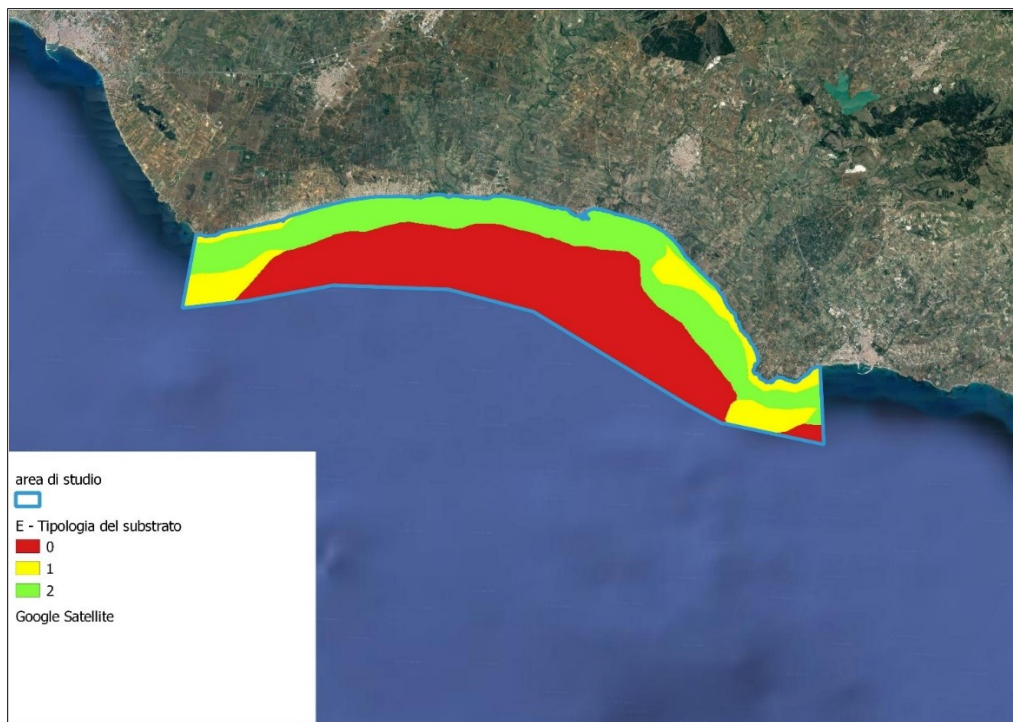 area di studio
E - Tipologia del substrato
0
1
2
Google Satellite